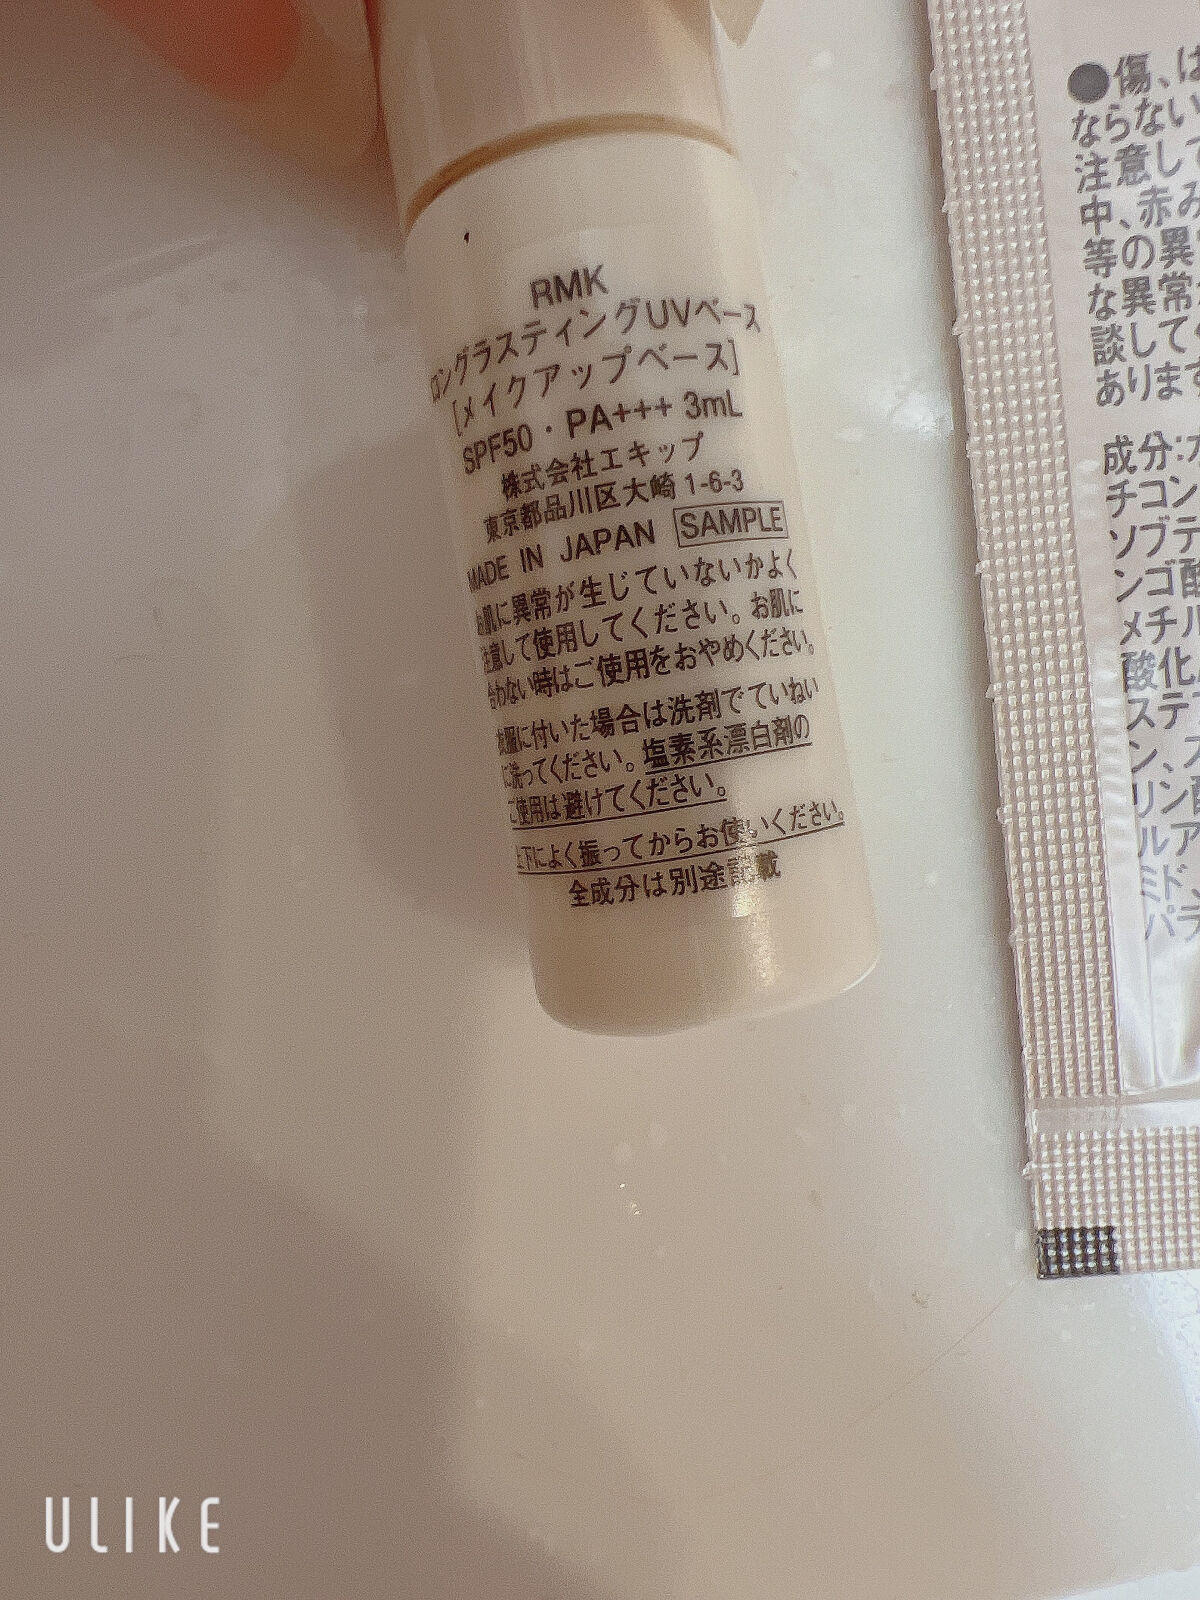 RMK
ロングラスティングUVベース
[メイクアップベース]
SPF50・PA+++ 3mL
株式会社エキップ
東京都品川区大崎 1-6-3
MADE IN JAPAN SAMPLE
お肌に異常が生じていないかよく
注意して使用してください。お肌に
合わない時はご使用をおやめください。
衣服に付いた場合は洗剤でていねい
に洗ってください。塩素系漂白剤の
ご使用は避けてください。
上下によく振ってからお使いください。
全成分は別途記載
●傷、は
ならない
注意して
中、赤み
等の異
な異常
談して
あります
成分:水
チコン
ソブテ
ンゴ酸
メチル
酸化
ステ
ン、ス
リン酸
ルア
ミド
パラ
ULIKE